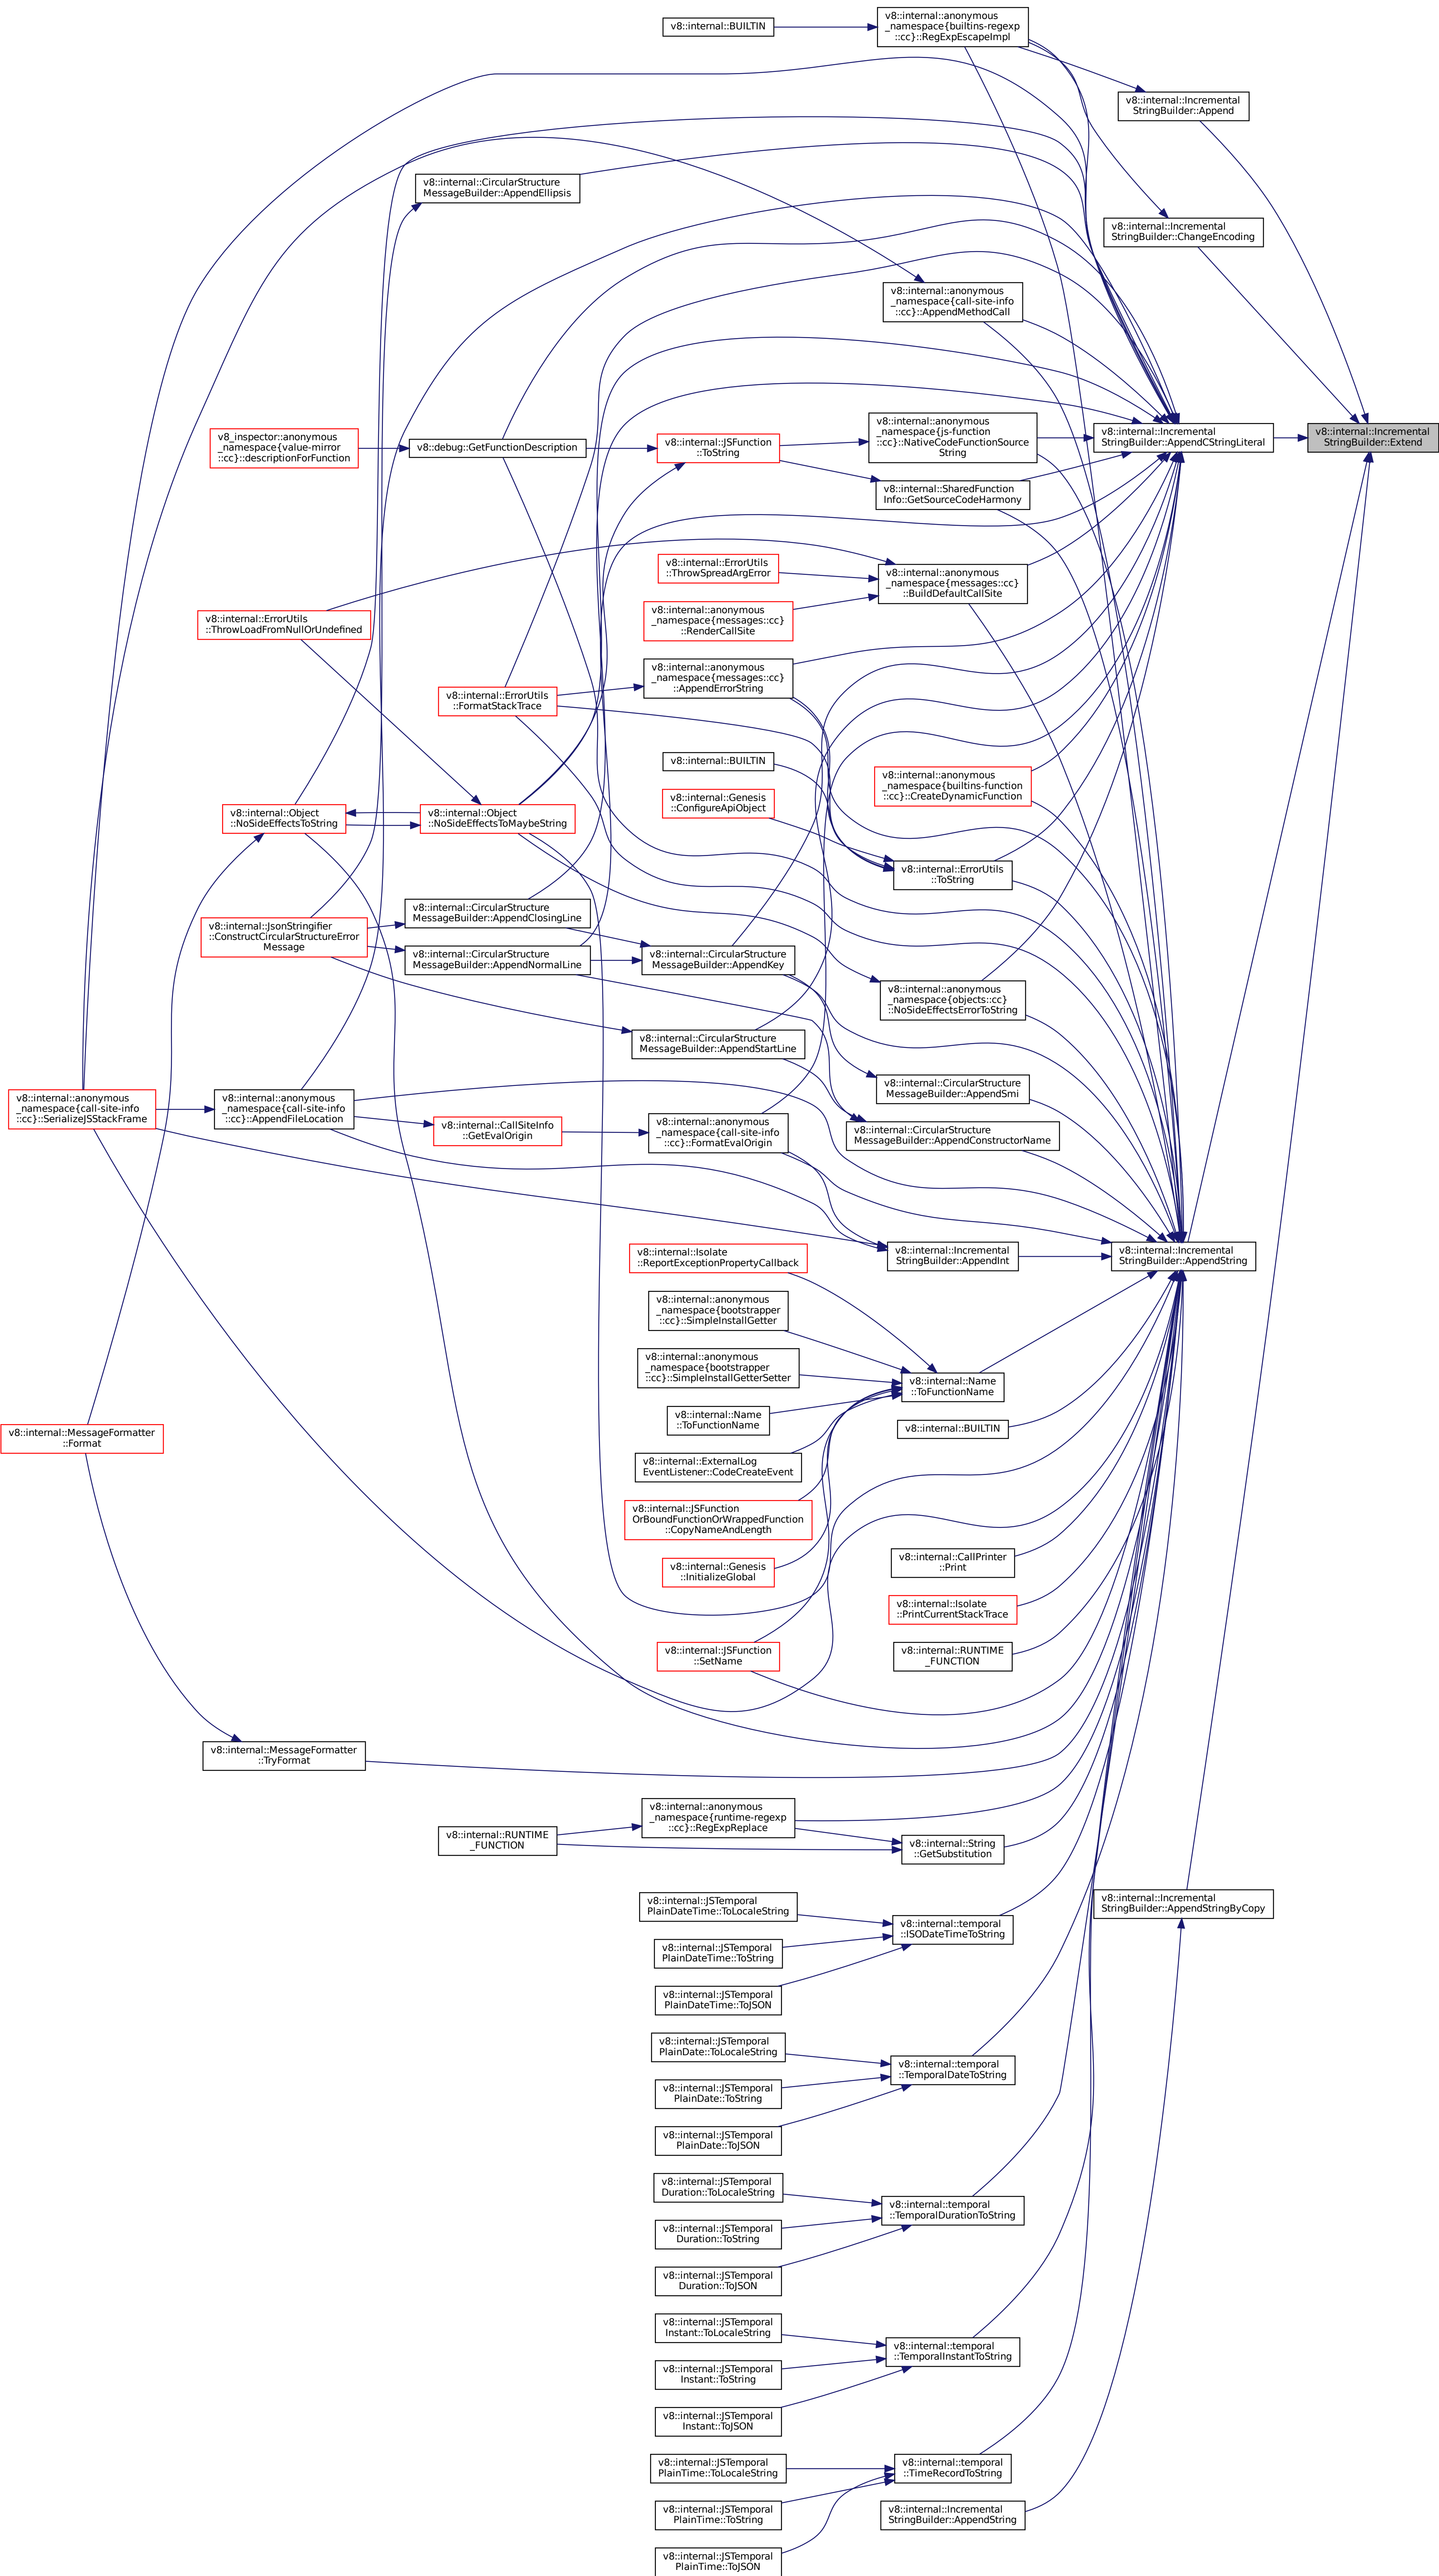 v8::internal::BUILTIN
v8::internal::anonymous
_namespace{builtins-regexp
::cc}::RegExpEscapeImpl
v8::internal::Incremental
StringBuilder::Append
v8::internal::CircularStructure
MessageBuilder::AppendEllipsis
v8::internal::Incremental
StringBuilder::ChangeEncoding
v8::internal::anonymous
_namespace{call-site-info
::cc}::AppendMethodCall
v8_inspector::anonymous
_namespace{value-mirror
::cc}::descriptionForFunction
v8::debug::GetFunctionDescription
v8::internal::JSFunction
::ToString
v8::internal::anonymous
_namespace{js-function
::cc}::NativeCodeFunctionSource
String
v8::internal::Incremental
StringBuilder::AppendCStringLiteral
v8::internal::Incremental
StringBuilder::Extend
v8::internal::SharedFunction
Info::GetSourceCodeHarmony
v8::internal::ErrorUtils
::ThrowSpreadArgError
v8::internal::anonymous
_namespace{messages::cc}
::BuildDefaultCallSite
v8::internal::anonymous
_namespace{messages::cc}
::RenderCallSite
v8::internal::ErrorUtils
::ThrowLoadFromNullOrUndefined
v8::internal::anonymous
_namespace{messages::cc}
::AppendErrorString
v8::internal::ErrorUtils
::FormatStackTrace
v8::internal::BUILTIN
v8::internal::anonymous
_namespace{builtins-function
::cc}::CreateDynamicFunction
v8::internal::Genesis
::ConfigureApiObject
v8::internal::Object
::NoSideEffectsToString
v8::internal::Object
::NoSideEffectsToMaybeString
v8::internal::ErrorUtils
::ToString
v8::internal::CircularStructure
MessageBuilder::AppendClosingLine
v8::internal::JsonStringifier
::ConstructCircularStructureError
Message
v8::internal::CircularStructure
MessageBuilder::AppendNormalLine
v8::internal::CircularStructure
MessageBuilder::AppendKey
v8::internal::anonymous
_namespace{objects::cc}
::NoSideEffectsErrorToString
v8::internal::CircularStructure
MessageBuilder::AppendStartLine
v8::internal::CircularStructure
MessageBuilder::AppendSmi
v8::internal::anonymous
_namespace{call-site-info
::cc}::SerializeJSStackFrame
v8::internal::anonymous
_namespace{call-site-info
::cc}::AppendFileLocation
v8::internal::CallSiteInfo
::GetEvalOrigin
v8::internal::anonymous
_namespace{call-site-info
::cc}::FormatEvalOrigin
v8::internal::CircularStructure
MessageBuilder::AppendConstructorName
v8::internal::Isolate
::ReportExceptionPropertyCallback
v8::internal::Incremental
StringBuilder::AppendInt
v8::internal::Incremental
StringBuilder::AppendString
v8::internal::anonymous
_namespace{bootstrapper
::cc}::SimpleInstallGetter
v8::internal::anonymous
_namespace{bootstrapper
::cc}::SimpleInstallGetterSetter
v8::internal::Name
::ToFunctionName
v8::internal::Name
::ToFunctionName
v8::internal::BUILTIN
v8::internal::MessageFormatter
::Format
v8::internal::ExternalLog
EventListener::CodeCreateEvent
v8::internal::JSFunction
OrBoundFunctionOrWrappedFunction
::CopyNameAndLength
v8::internal::Genesis
::InitializeGlobal
v8::internal::CallPrinter
::Print
v8::internal::Isolate
::PrintCurrentStackTrace
v8::internal::JSFunction
::SetName
v8::internal::RUNTIME
_FUNCTION
v8::internal::MessageFormatter
::TryFormat
v8::internal::anonymous
_namespace{runtime-regexp
::cc}::RegExpReplace
v8::internal::RUNTIME
_FUNCTION
v8::internal::String
::GetSubstitution
v8::internal::JSTemporal
PlainDateTime::ToLocaleString
v8::internal::Incremental
StringBuilder::AppendStringByCopy
v8::internal::temporal
::ISODateTimeToString
v8::internal::JSTemporal
PlainDateTime::ToString
v8::internal::JSTemporal
PlainDateTime::ToJSON
v8::internal::JSTemporal
PlainDate::ToLocaleString
v8::internal::temporal
::TemporalDateToString
v8::internal::JSTemporal
PlainDate::ToString
v8::internal::JSTemporal
PlainDate::ToJSON
v8::internal::JSTemporal
Duration::ToLocaleString
v8::internal::temporal
::TemporalDurationToString
v8::internal::JSTemporal
Duration::ToString
v8::internal::JSTemporal
Duration::ToJSON
v8::internal::JSTemporal
Instant::ToLocaleString
v8::internal::temporal
::TemporalInstantToString
v8::internal::JSTemporal
Instant::ToString
v8::internal::JSTemporal
Instant::ToJSON
v8::internal::JSTemporal
PlainTime::ToLocaleString
v8::internal::temporal
::TimeRecordToString
v8::internal::JSTemporal
PlainTime::ToString
v8::internal::Incremental
StringBuilder::AppendString
v8::internal::JSTemporal
PlainTime::ToJSON